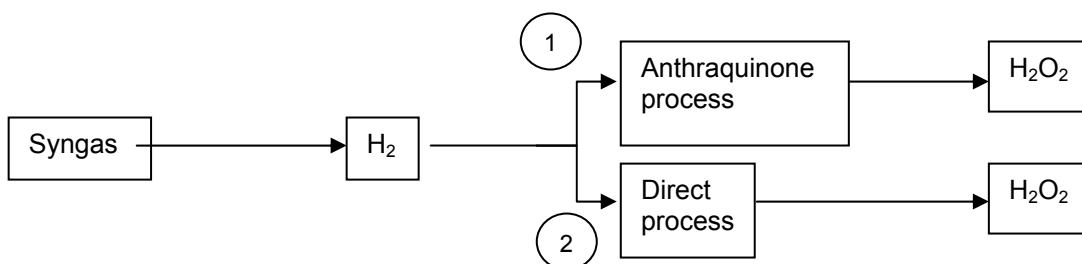 1
Anthraquinone
process
H₂O₂
Syngas
H₂
Direct
process
H₂O₂
2